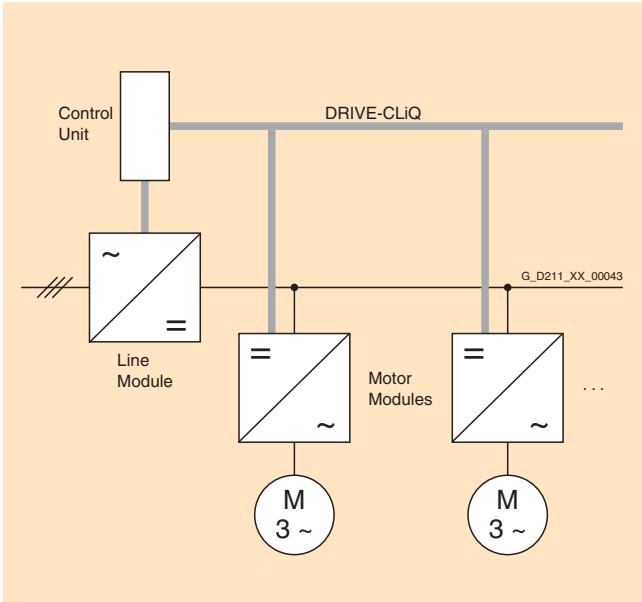 Control
Unit
DRIVE-CLiQ
~
=
G_D211_XX_00043
Line
Module
=
~
Motor
Modules
=
~
. . .
M
3 ~
M
3 ~